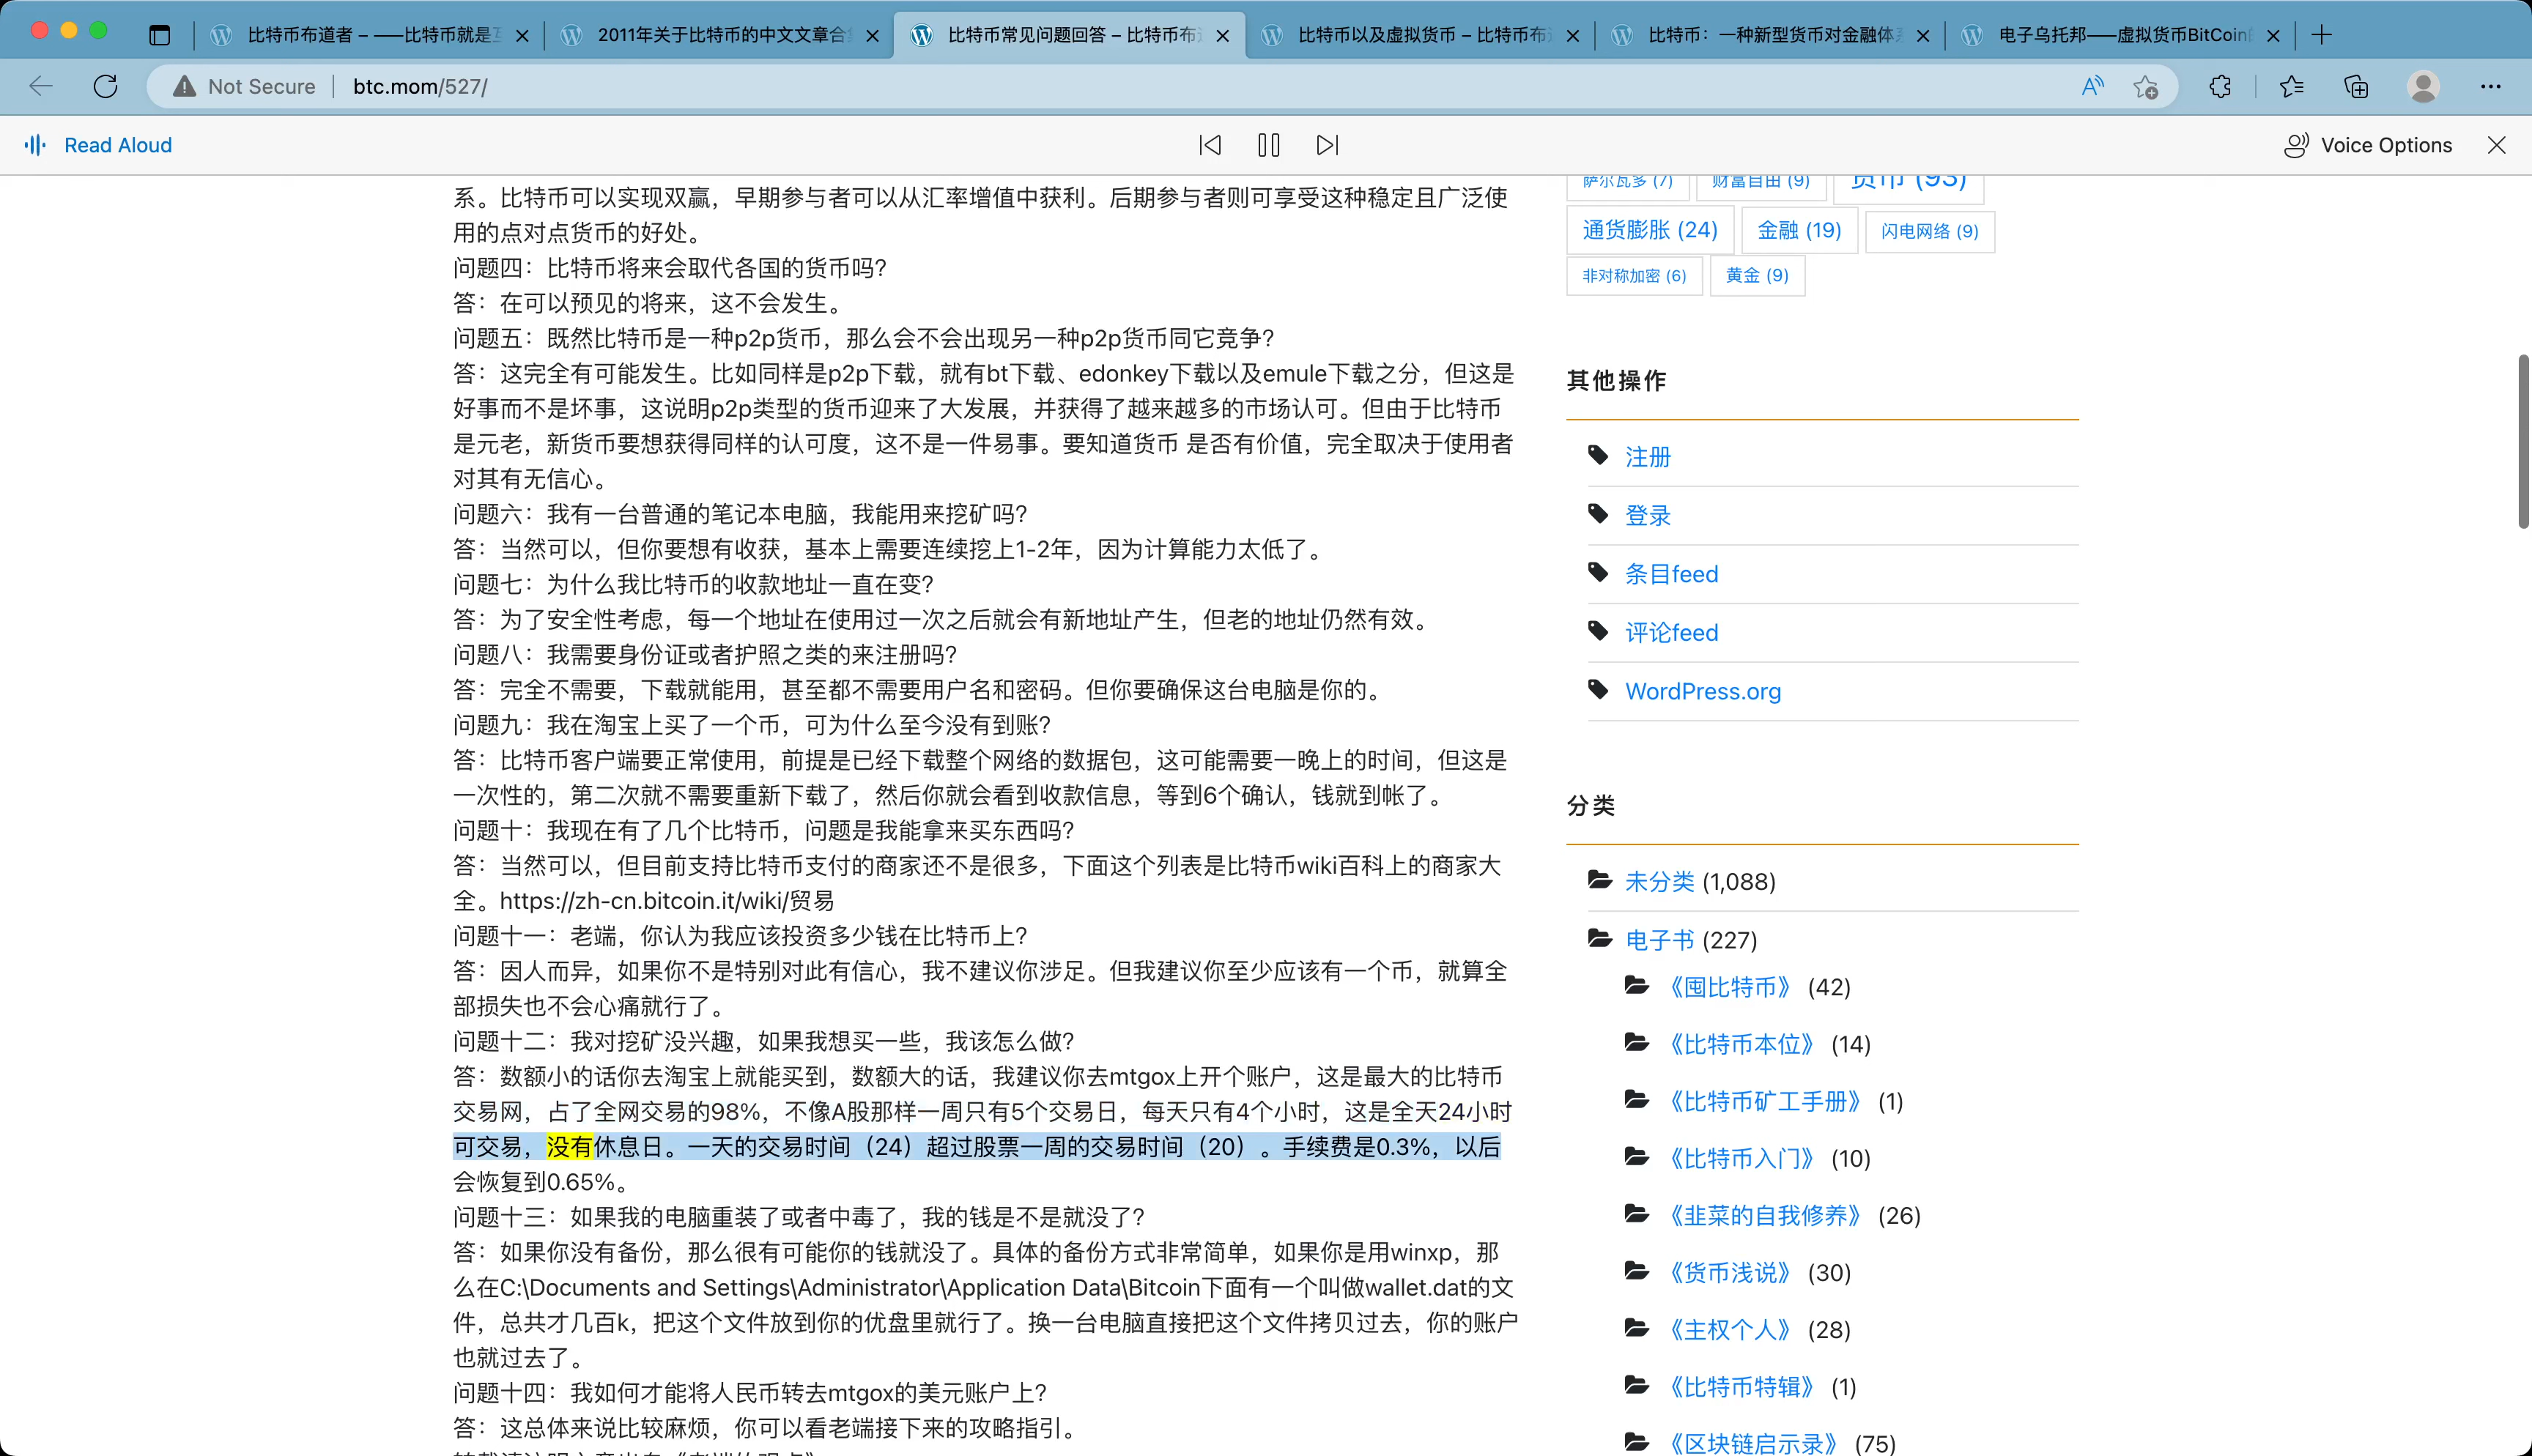 比特币布道者 – ——比特币就是互
2011年关于比特币的中文文章合集
比特币常见问题回答 – 比特币布道
比特币以及虚拟货币 – 比特币布道
比特币：一种新型货币对金融体系
电子乌托邦——虚拟货币BitCoin的
Not Secure
btc.mom/527/
Read Aloud
Voice Options
系。比特币可以实现双赢，早期参与者可以从汇率增值中获利。后期参与者则可享受这种稳定且广泛使
用的点对点货币的好处。
问题四：比特币将来会取代各国的货币吗？
答：在可以预见的将来，这不会发生。
问题五：既然比特币是一种p2p货币，那么会不会出现另一种p2p货币同它竞争？
答：这完全有可能发生。比如同样是p2p下载，就有bt下载、edonkey下载以及emule下载之分，但这是
好事而不是坏事，这说明p2p类型的货币迎来了大发展，并获得了越来越多的市场认可。但由于比特币
是元老，新货币要想获得同样的认可度，这不是一件易事。要知道货币 是否有价值，完全取决于使用者
对其有无信心。
问题六：我有一台普通的笔记本电脑，我能用来挖矿吗？
答：当然可以，但你要想有收获，基本上需要连续挖上1-2年，因为计算能力太低了。
问题七：为什么我比特币的收款地址一直在变？
答：为了安全性考虑，每一个地址在使用过一次之后就会有新地址产生，但老的地址仍然有效。
问题八：我需要身份证或者护照之类的来注册吗？
答：完全不需要，下载就能用，甚至都不需要用户名和密码。但你要确保这台电脑是你的。
问题九：我在淘宝上买了一个币，可为什么至今没有到账？
答：比特币客户端要正常使用，前提是已经下载整个网络的数据包，这可能需要一晚上的时间，但这是
一次性的，第二次就不需要重新下载了，然后你就会看到收款信息，等到6个确认，钱就到帐了。
问题十：我现在有了几个比特币，问题是我能拿来买东西吗？
答：当然可以，但目前支持比特币支付的商家还不是很多，下面这个列表是比特币wiki百科上的商家大
全。https://zh-cn.bitcoin.it/wiki/贸易
问题十一：老端，你认为我应该投资多少钱在比特币上？
答：因人而异，如果你不是特别对此有信心，我不建议你涉足。但我建议你至少应该有一个币，就算全
部损失也不会心痛就行了。
问题十二：我对挖矿没兴趣，如果我想买一些，我该怎么做？
答：数额小的话你去淘宝上就能买到，数额大的话，我建议你去mtgox上开个账户，这是最大的比特币
交易网，占了全网交易的98%，不像A股那样一周只有5个交易日，每天只有4个小时，这是全天24小时
可交易，没有休息日。一天的交易时间（24）超过股票一周的交易时间（20）。手续费是0.3%，以后
会恢复到0.65%。
问题十三：如果我的电脑重装了或者中毒了，我的钱是不是就没了？
答：如果你没有备份，那么很有可能你的钱就没了。具体的备份方式非常简单，如果你是用winxp，那
么在C:\Documents and Settings\Administrator\Application Data\Bitcoin下面有一个叫做wallet.dat的文
件，总共才几百k，把这个文件放到你的优盘里就行了。换一台电脑直接把这个文件拷贝过去，你的账户
也就过去了。
问题十四：我如何才能将人民币转去mtgox的美元账户上？
答：这总体来说比较麻烦，你可以看老端接下来的攻略指引。
萨尔瓦多 (7)
财富自由 (9)
货币 (93)
通货膨胀 (24)
金融 (19)
闪电网络 (9)
非对称加密 (6)
黄金 (9)
其他操作
注册
登录
条目feed
评论feed
WordPress.org
分类
未分类 (1,088)
电子书 (227)
《囤比特币》 (42)
《比特币本位》 (14)
《比特币矿工手册》 (1)
《比特币入门》 (10)
《韭菜的自我修养》 (26)
《货币浅说》 (30)
《主权个人》 (28)
《比特币特辑》 (1)
《区块链启示录》 (75)